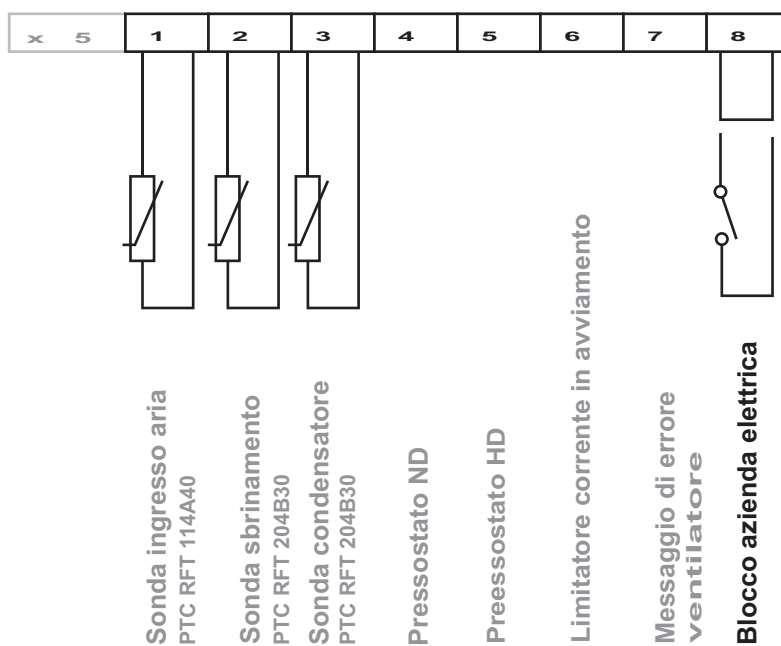 x 5 1 2 3 4 5 6 7 8
Sonda ingresso aria
PTC RFT 114A40
Sonda sbrinamento
PTC RFT 204B30
Sonda condensatore
PTC RFT 204B30
Pressostato ND
Preessostato HD
Limitatore corrente in avviamento
Messaggio di errore
ventilatore
Blocco azienda elettrica